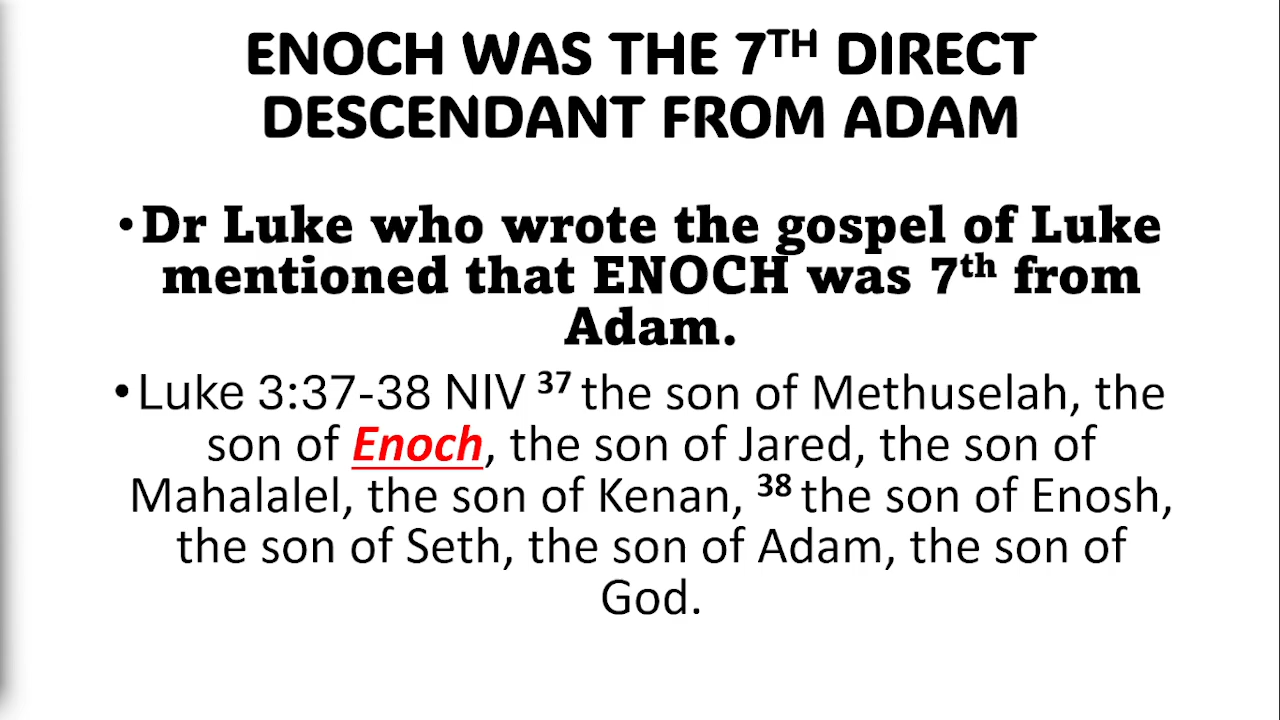 ENOCH WAS THE 7TH DIRECT
DESCENDANT FROM ADAM
•Dr Luke who wrote the gospel of Luke
mentioned that ENOCH was 7th from
Adam.
•Luke 3:37-38 NIV 37 the son of Methuselah, the
son of Enoch, the son of Jared, the son of
Mahalalel, the son of Kenan, 38 the son of Enosh,
the son of Seth, the son of Adam, the son of
God.